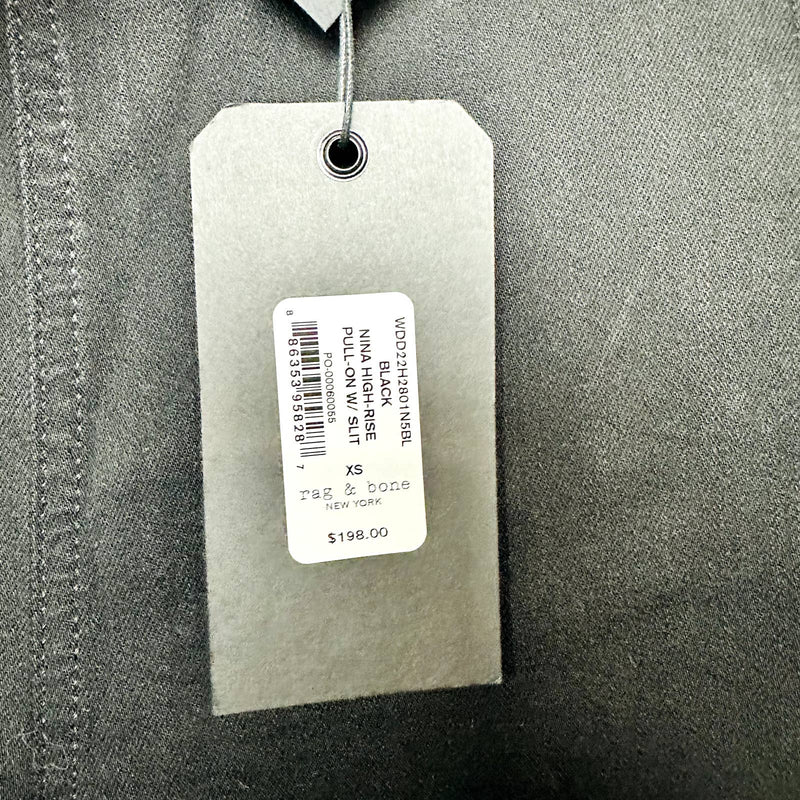 WDD22H2801N5BL
BLACK
NINA HIGH-RISE
PULL-ON W/ SLIT
PO-00060055
8 86353 95828 7
XS
rag & bone
NEW YORK
$198.00